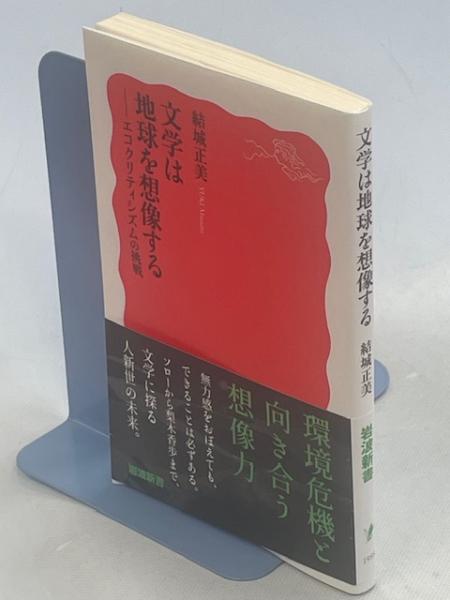 結城正美
YUKI Masami
文学は
地球を想像する
――エコクリティシズムの挑戦
環境危機と
向き合う
想像力
無力感をおぼえても、
できることは必ずある。
ソローから梨木香歩まで、
文学に探る
人新世の未来。
岩波新書
文学は地球を想像する
結城正美
岩波新書